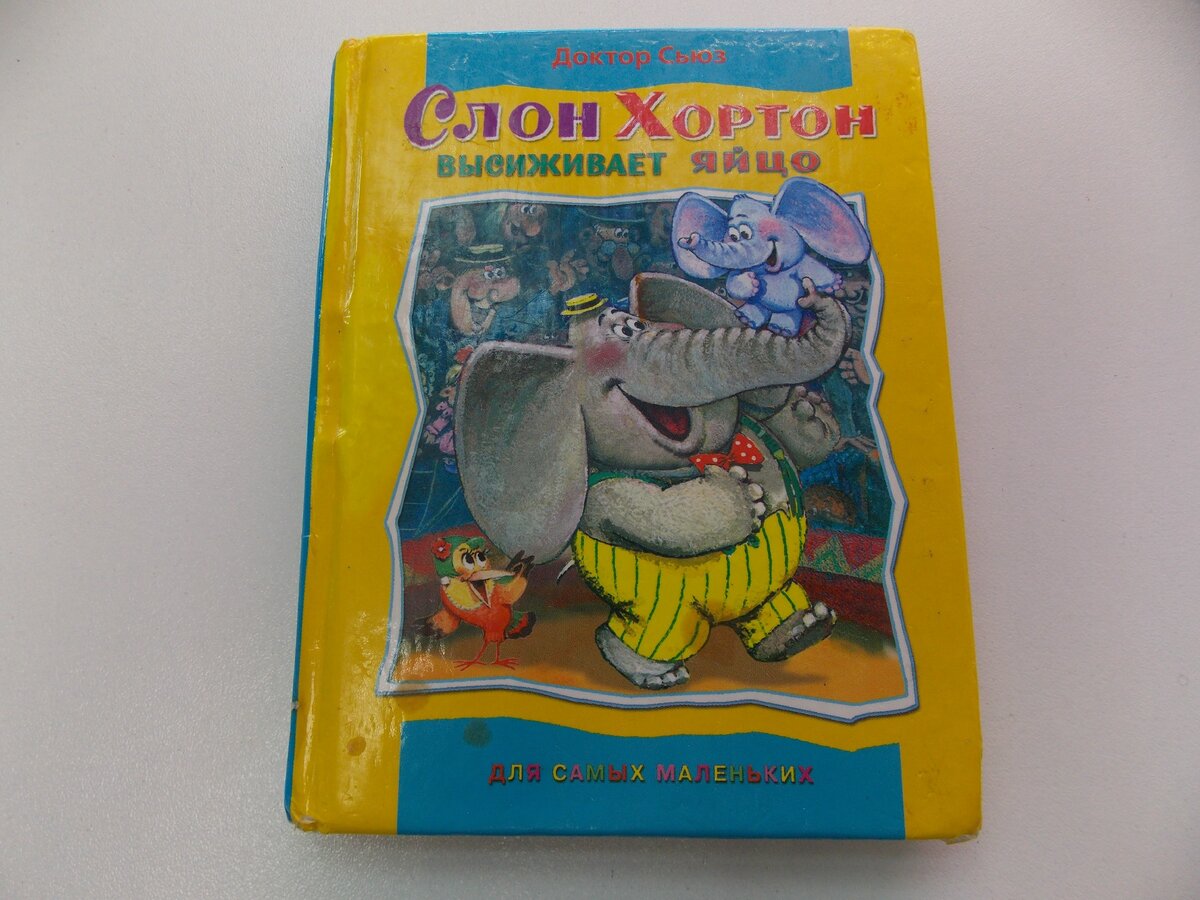 Доктор Сьюз
Слон Хортон
высиживает яйцо
для самых маленьких